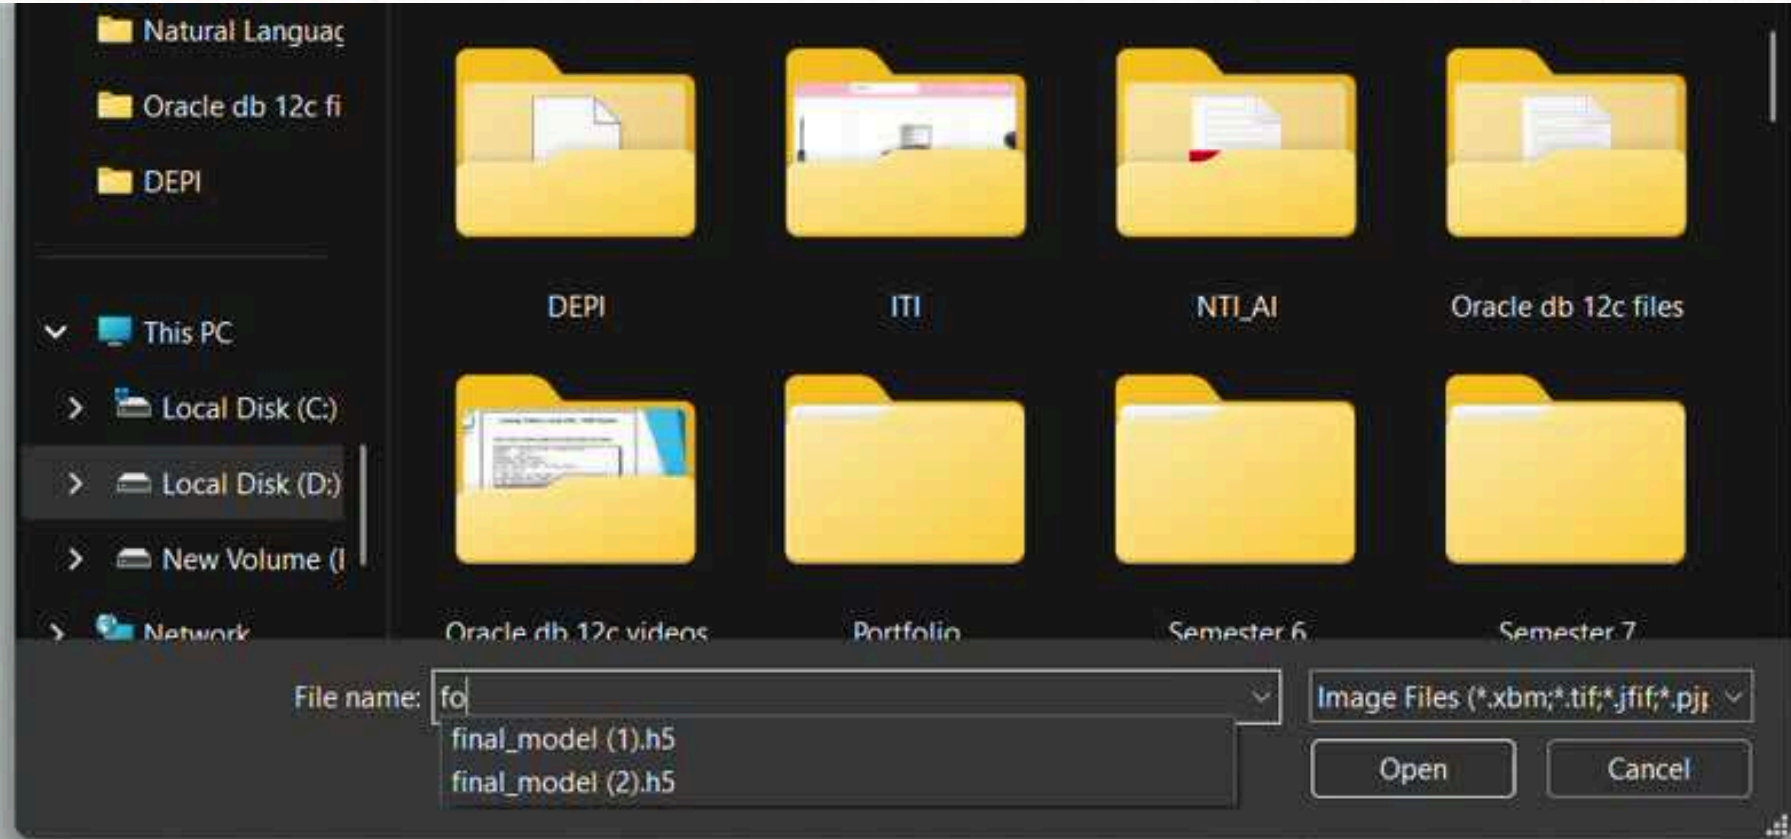 Natural Languag
Oracle db 12c fi
DEPI
This PC
Local Disk (C:)
Local Disk (D:)
New Volume (
Network
DEPI
ITI
NTI_AI
Oracle db 12c files
Oracle db 12c videos
Portfolio
Semester 6
Semester 7
File name: fo
Image Files (*.xbm;*.tif;*.jfif;*.pjp
final_model (1).h5
final_model (2).h5
Open
Cancel